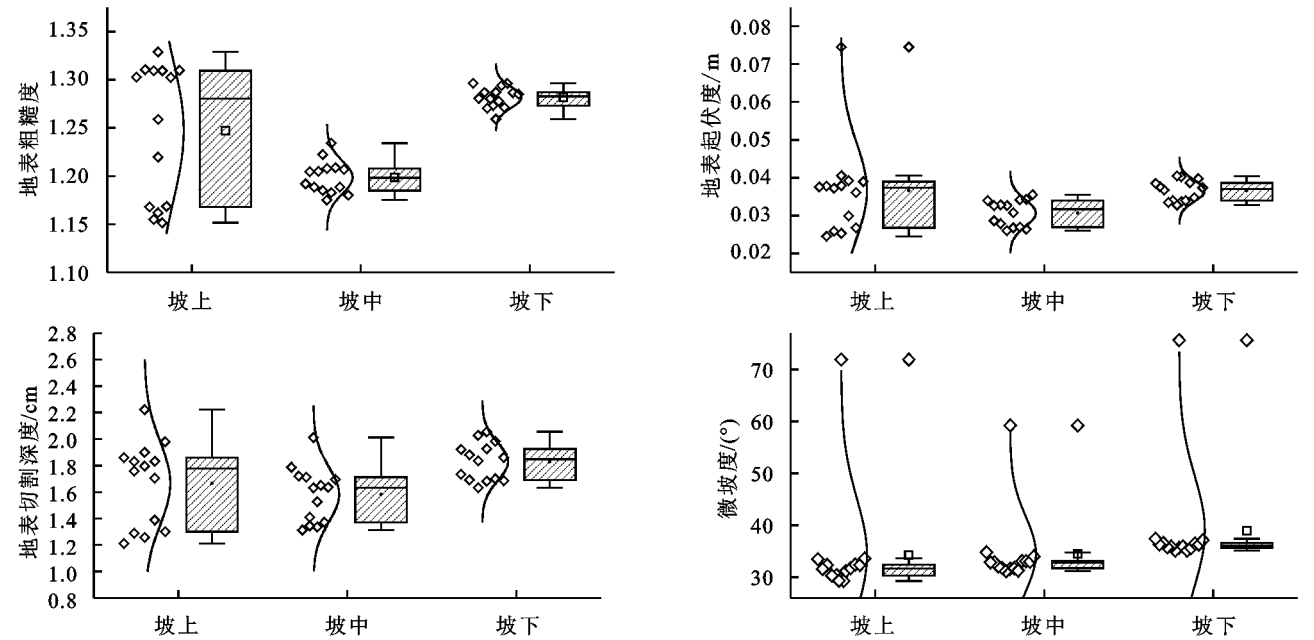 1.35
1.30
1.25
1.20
1.15
1.10
地表粗糙度
坡上
坡中
坡下
0.08
0.07
0.06
0.05
0.04
0.03
0.02
地表起伏度/m
坡上
坡中
坡下
2.8
2.6
2.4
2.2
2.0
1.8
1.6
1.4
1.2
1.0
0.8
地表切割深度/cm
坡上
坡中
坡下
70
60
50
40
30
微坡度/(°)
坡上
坡中
坡下